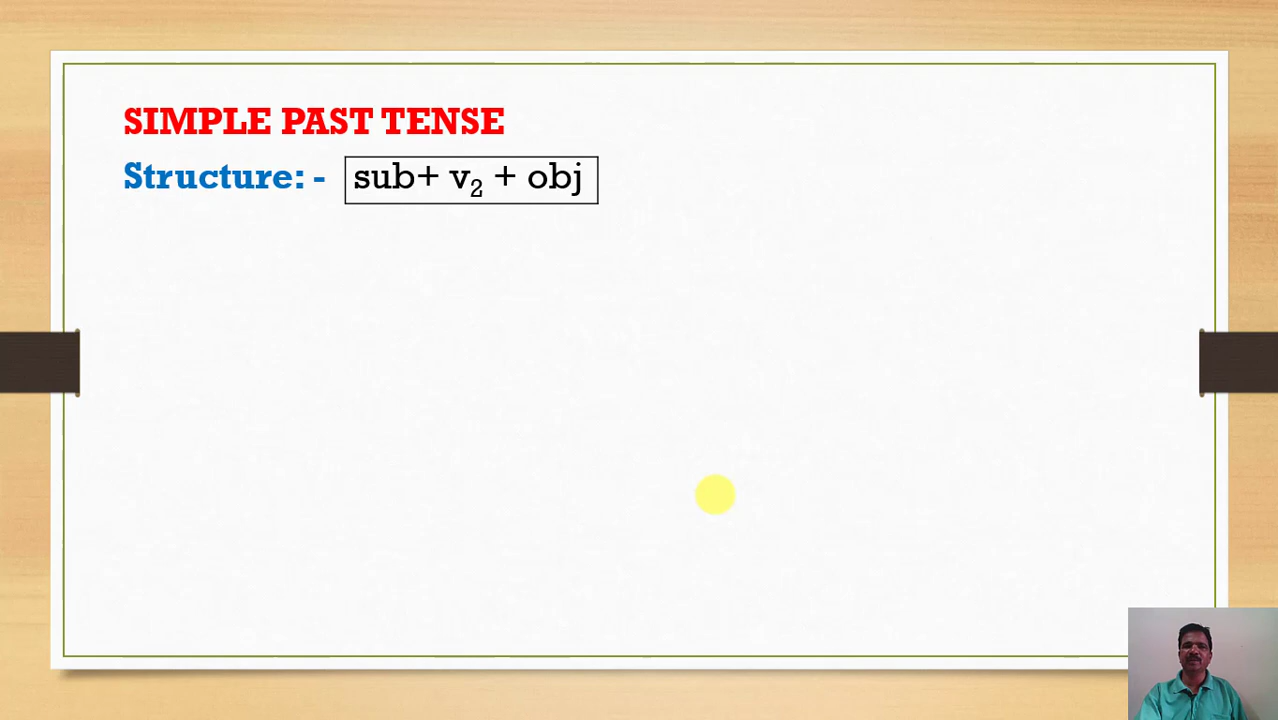 SIMPLE PAST TENSE
Structure: - sub+ v₂ + obj